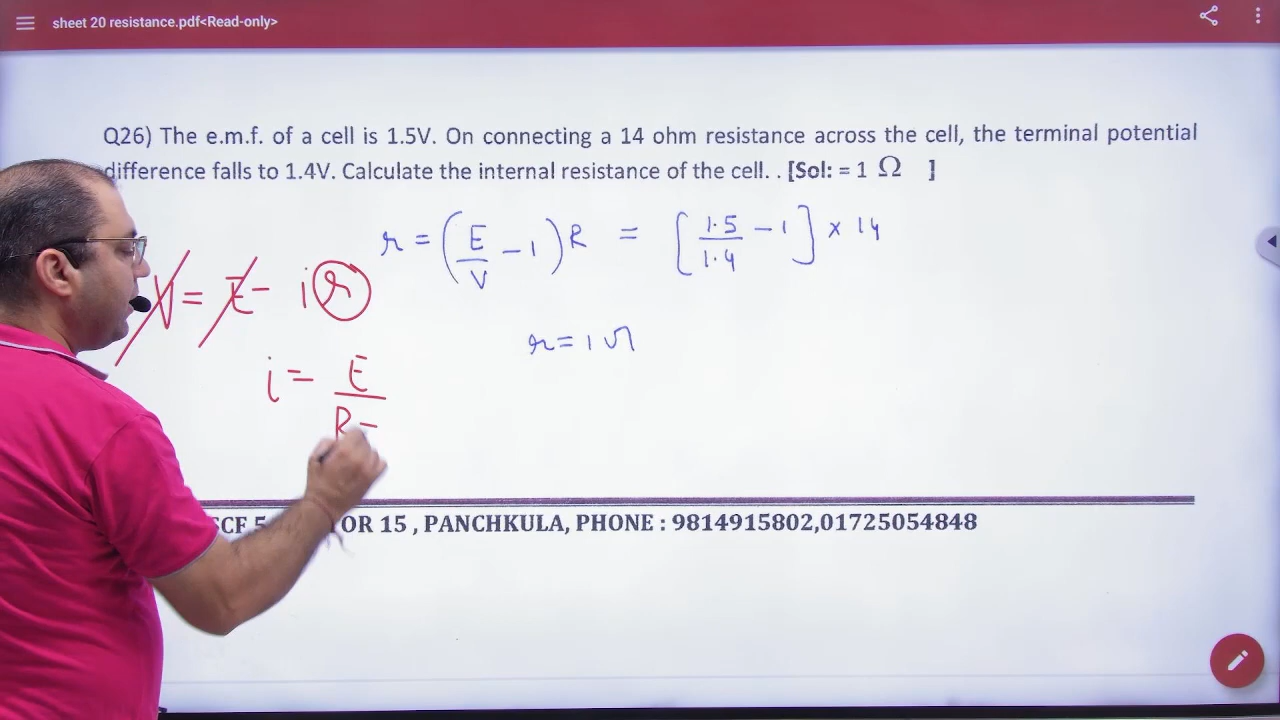 sheet 20 resistance.pdf<Read-only>
Q26) The e.m.f. of a cell is 1.5V. On connecting a 14 ohm resistance across the cell, the terminal potential
difference falls to 1.4V. Calculate the internal resistance of the cell. . [Sol: = 1 Ω ]
r = (E/V - 1) R = [1.5/1.4 - 1] × 14
V = E - ir
r = 1 Ω
i = E/R
OR 15 , PANCHKULA, PHONE : 9814915802,01725054848